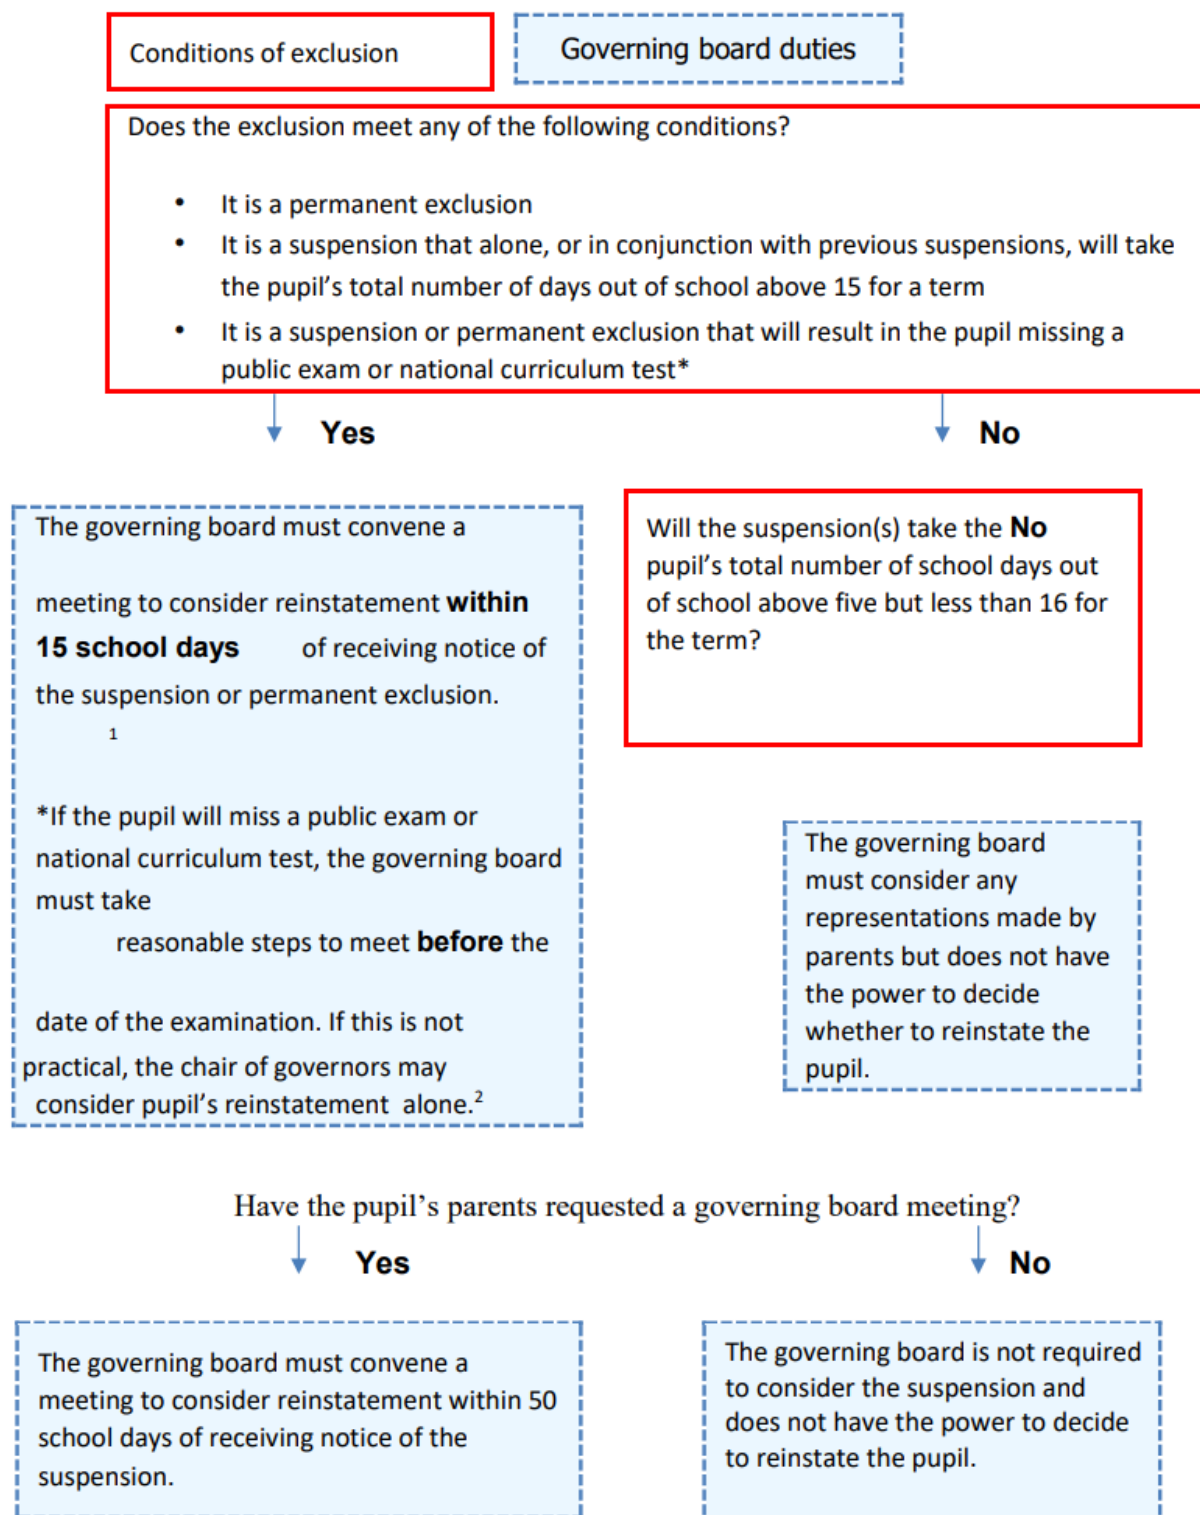 Conditions of exclusion
Governing board duties
Does the exclusion meet any of the following conditions?
• It is a permanent exclusion
• It is a suspension that alone, or in conjunction with previous suspensions, will take
the pupil’s total number of days out of school above 15 for a term
• It is a suspension or permanent exclusion that will result in the pupil missing a
public exam or national curriculum test*
Yes
No
The governing board must convene a
meeting to consider reinstatement within
15 school days of receiving notice of
the suspension or permanent exclusion.
1
*If the pupil will miss a public exam or
national curriculum test, the governing board
must take
reasonable steps to meet before the
date of the examination. If this is not
practical, the chair of governors may
consider pupil’s reinstatement alone.2
Will the suspension(s) take the No
pupil’s total number of school days out
of school above five but less than 16 for
the term?
The governing board
must consider any
representations made by
parents but does not have
the power to decide
whether to reinstate the
pupil.
Have the pupil’s parents requested a governing board meeting?
Yes
No
The governing board must convene a
meeting to consider reinstatement within 50
school days of receiving notice of the
suspension.
The governing board is not required
to consider the suspension and
does not have the power to decide
to reinstate the pupil.